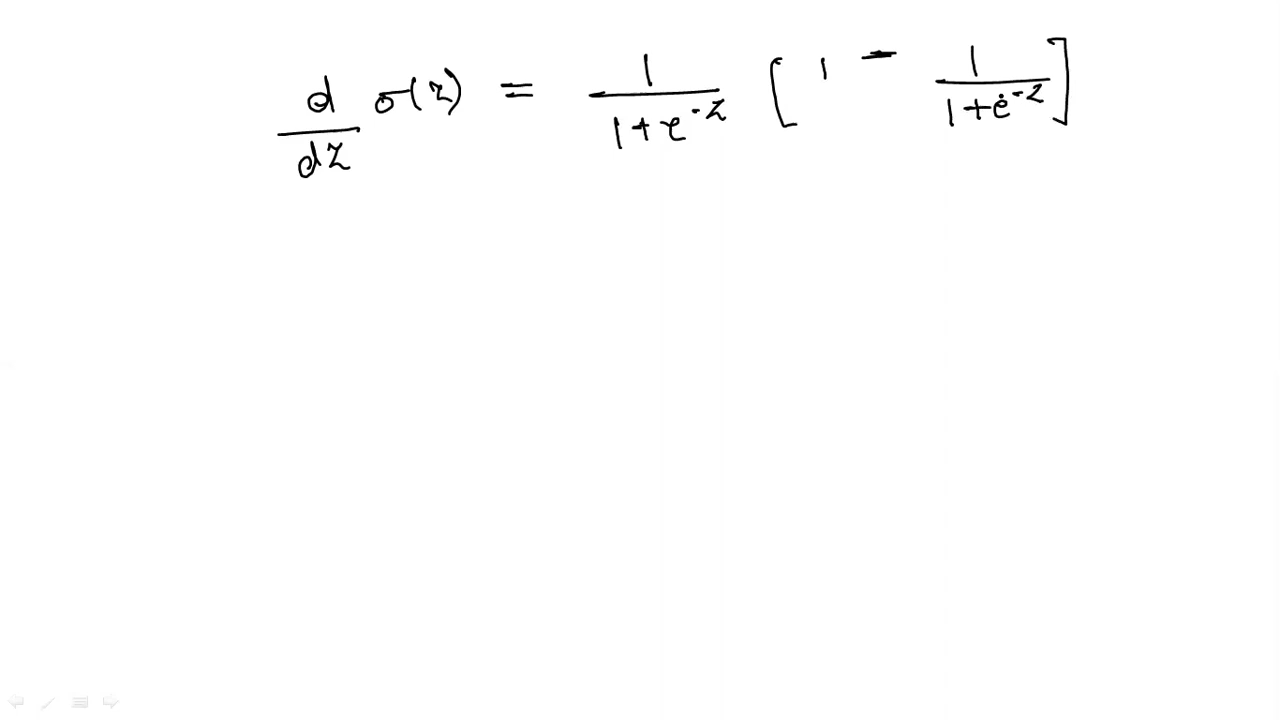 d/dz σ(z) = 1/(1+e^-z) [ 1 - 1/(1+e^-z) ]